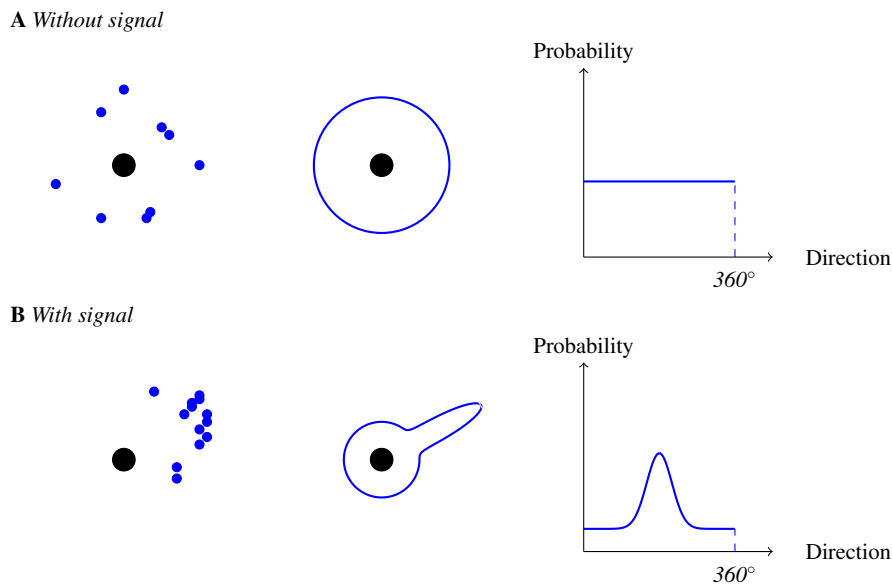 A Without signal
Probability
Direction
360°
B With signal
Probability
Direction
360°